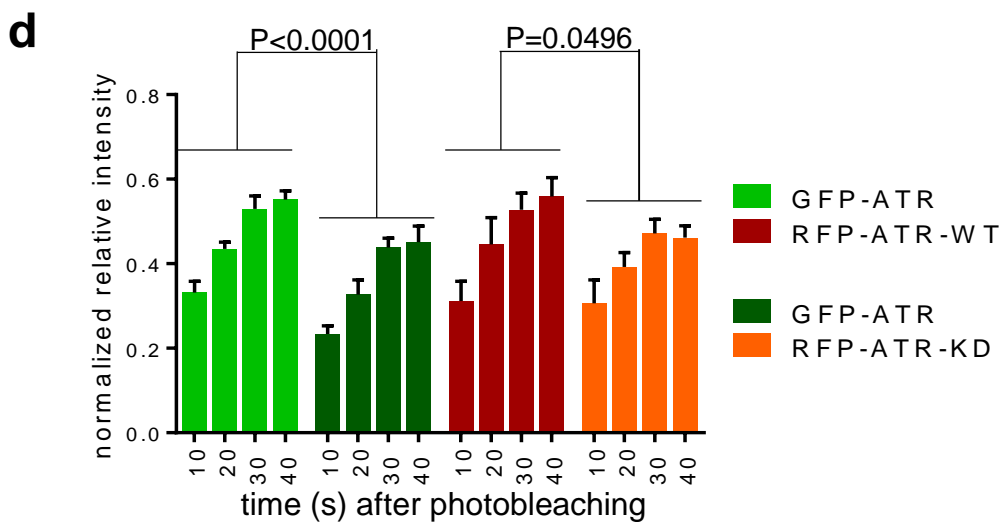 d
P<0.0001
P=0.0496
normalized relative intensity
0.8
0.6
0.4
0.2
0.0
10 20 30 40 10 20 30 40 10 20 30 40 10 20 30 40
time (s) after photobleaching
GFP-ATR
RFP-ATR-WT
GFP-ATR
RFP-ATR-KD